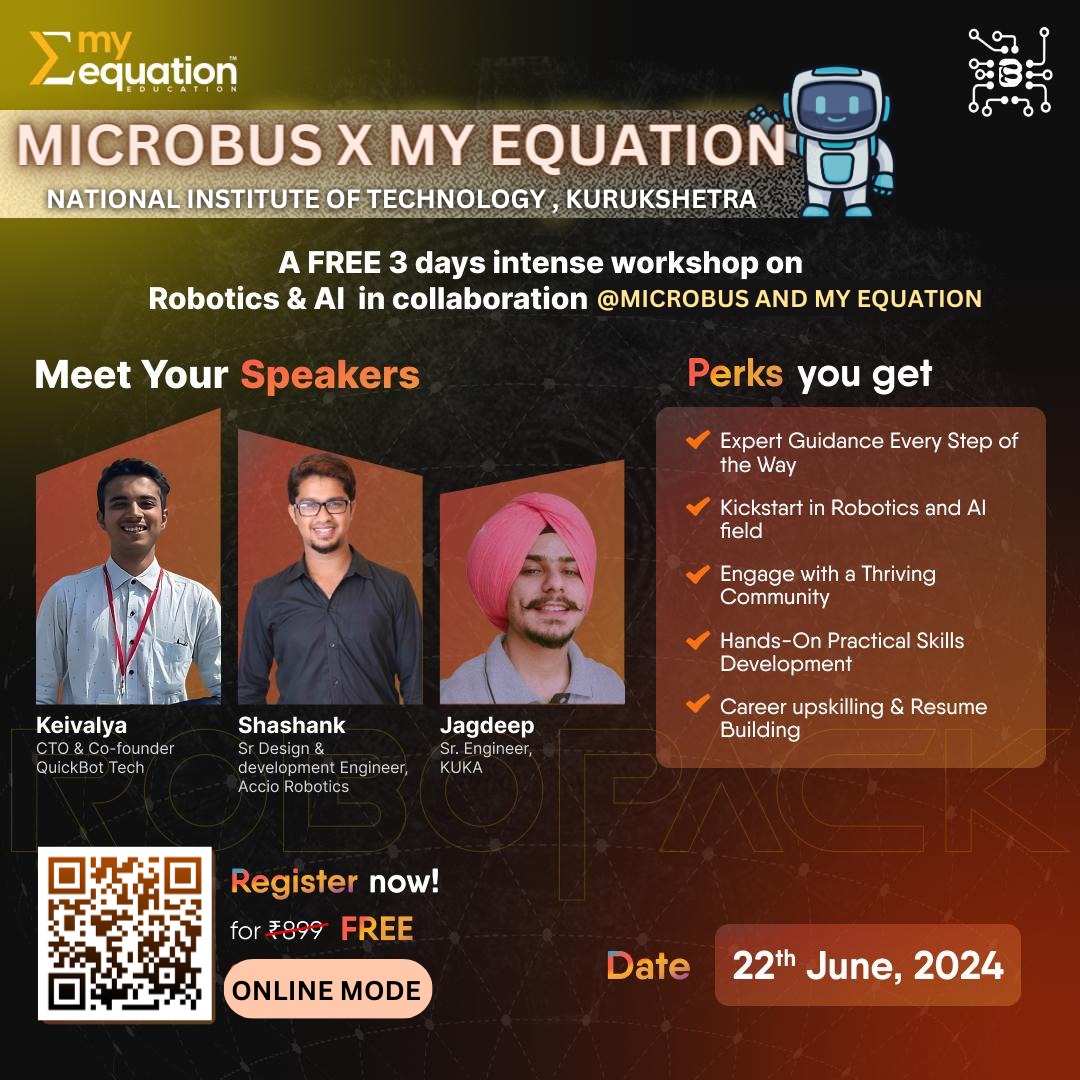 my
equation™
EDUCATION
MICROBUS X MY EQUATION
NATIONAL INSTITUTE OF TECHNOLOGY , KURUKSHETRA
A FREE 3 days intense workshop on
Robotics & AI in collaboration @MICROBUS AND MY EQUATION
Meet Your Speakers
Keivalya
CTO & Co-founder
QuickBot Tech
Shashank
Sr Design &
development Engineer,
Accio Robotics
Jagdeep
Sr. Engineer,
KUKA
Perks you get
Expert Guidance Every Step of
the Way
Kickstart in Robotics and AI
field
Engage with a Thriving
Community
Hands-On Practical Skills
Development
Career upskilling & Resume
Building
ROBOPACK
Register now!
for ₹899 FREE
ONLINE MODE
Date 22th June, 2024